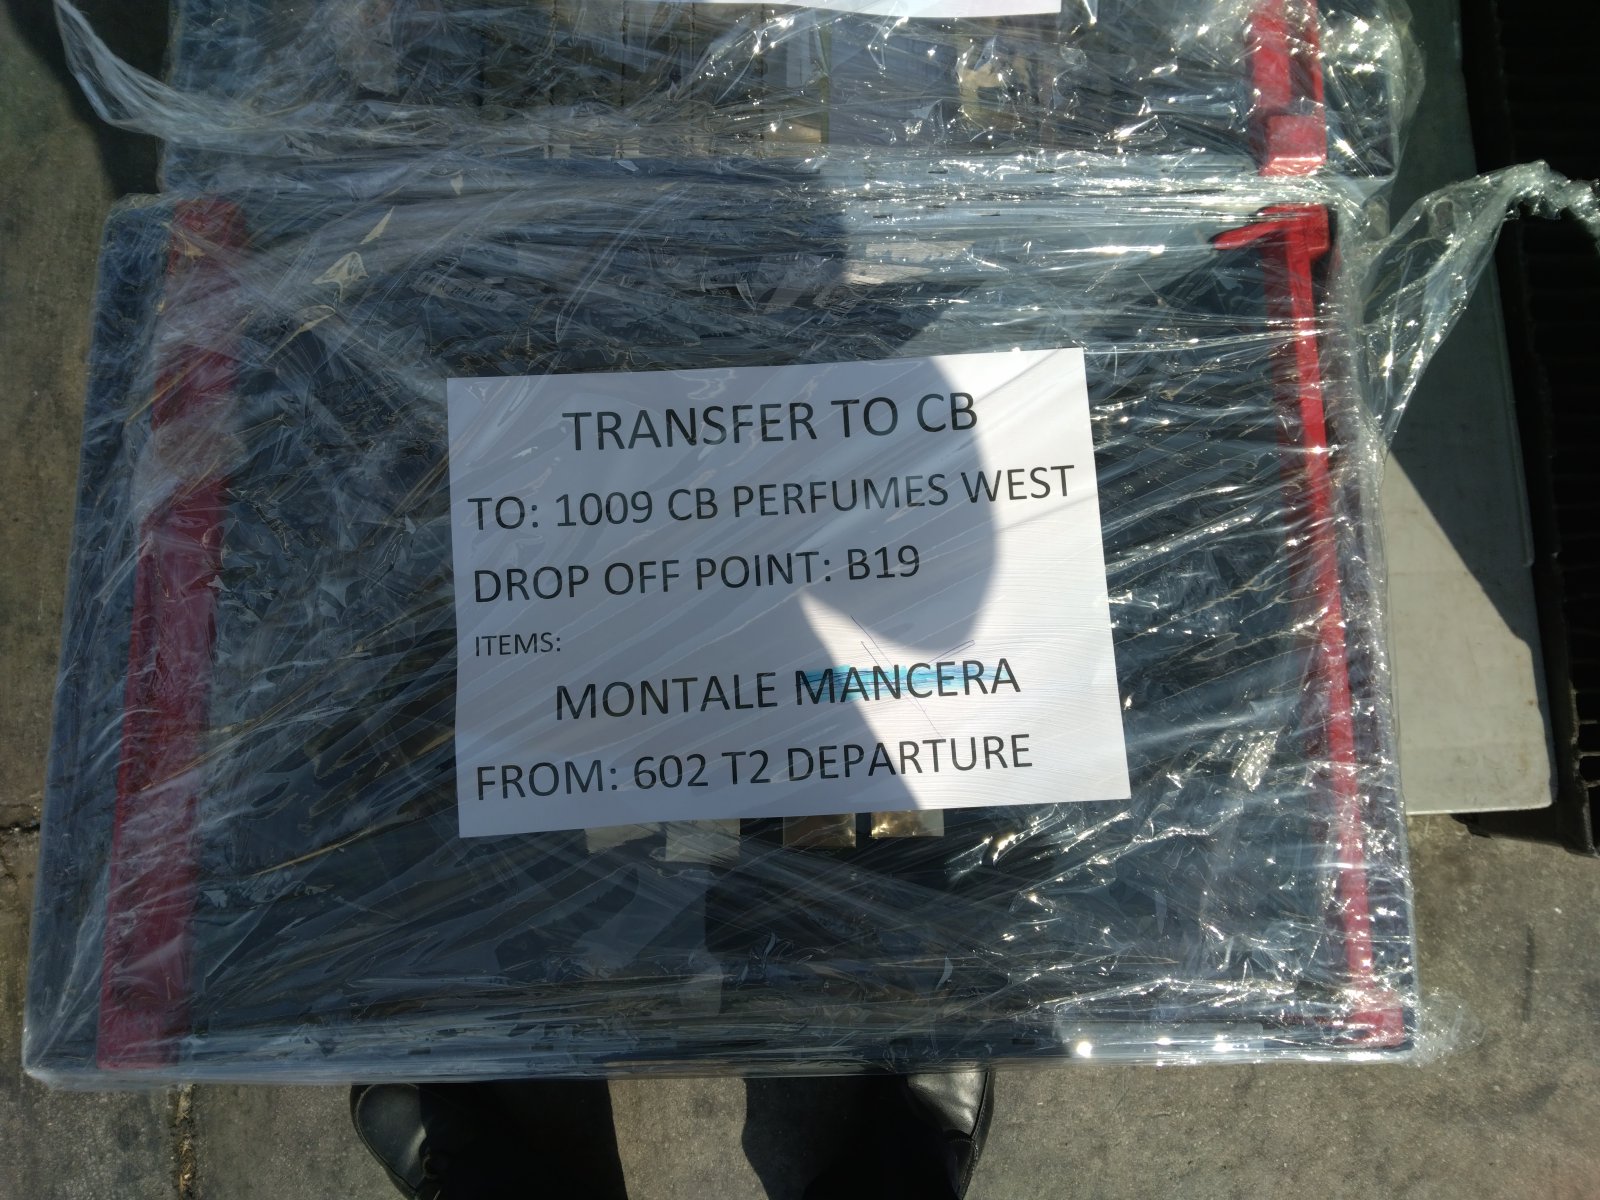 TRANSFER TO CB
TO: 1009 CB PERFUMES WEST
DROP OFF POINT: B19
ITEMS:
MONTALE MANCERA
FROM: 602 T2 DEPARTURE